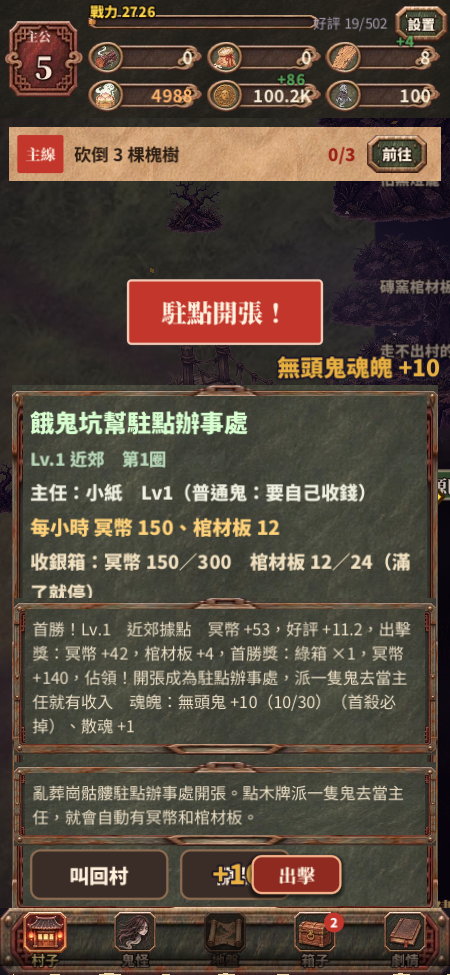 戰力 2726
主公
5
好評 19/502
設置
0
0
+4
8
4988
+86
100.2K
100
主線
砍倒 3 棵槐樹
0/3
前往
磚窯棺材板
駐點開張！
走不出村的
無頭鬼魂魄 +10
餓鬼坑幫駐點辦事處
Lv.1 近郊 第1圈
主任：小紙 Lv1（普通鬼：要自己收錢）
每小時 冥幣 150、棺材板 12
收銀箱：冥幣 150／300 棺材板 12／24（滿
了就停）
首勝！Lv.1 近郊據點 冥幣 +53，好評 +11.2，出擊
獎：冥幣 +42，棺材板 +4，首勝獎：綠箱 ×1，冥幣
+140，佔領！開張成為駐點辦事處，派一隻鬼去當主
任就有收入 魂魄：無頭鬼 +10（10/30）（首殺必
掉）、散魂 +1
亂葬崗骷髏駐點辦事處開張。點木牌派一隻鬼去當主
任，就會自動有冥幣和棺材板。
叫回村
出擊
2
村子
鬼怪
地盤
箱子
劇情